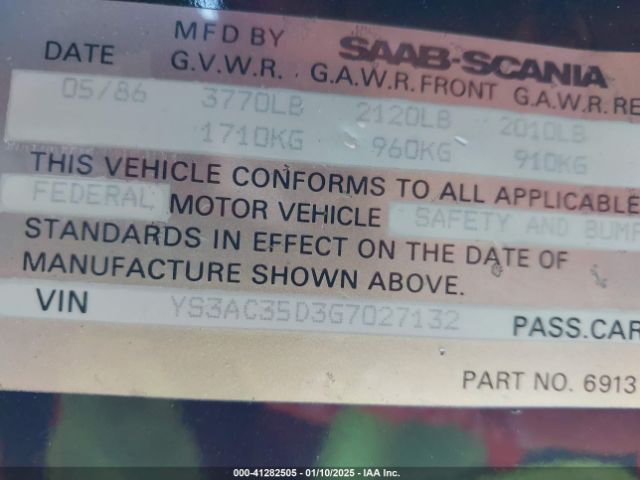 MFD BY SAAB-SCANIA
DATE G.V.W.R. G.A.W.R. FRONT G.A.W.R. RE
05/86 3770LB 2120LB 2010LB
1710KG 960KG 910KG
THIS VEHICLE CONFORMS TO ALL APPLICABLE
FEDERAL MOTOR VEHICLE SAFETY AND BUMP
STANDARDS IN EFFECT ON THE DATE OF
MANUFACTURE SHOWN ABOVE.
VIN YS3AC35D3G7027132 PASS.CAR
PART NO. 6913
000-41282505 - 01/10/2025 - IAA Inc.